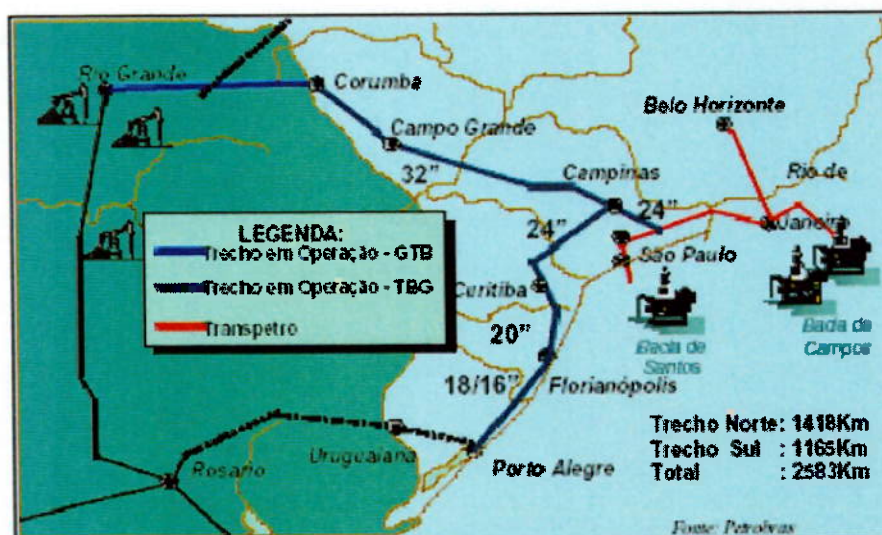 Rio Grande
Corumba
Belo Horizonte
Campo Grande
32"
Campinas
Rio de
Janeiro
24"
24"
LEGENDA:
Trecho em Operação - GTB
Trecho em Operação - TBG
Transpetro
São Paulo
Curitiba
20"
Bacia de
Santos
Bacia de
Campos
18/16"
Florianópolis
Trecho Norte: 1418Km
Trecho Sul : 1165Km
Total : 2583Km
Uruguaiana
Rosario
Porto Alegre
Fonte: Petrobras